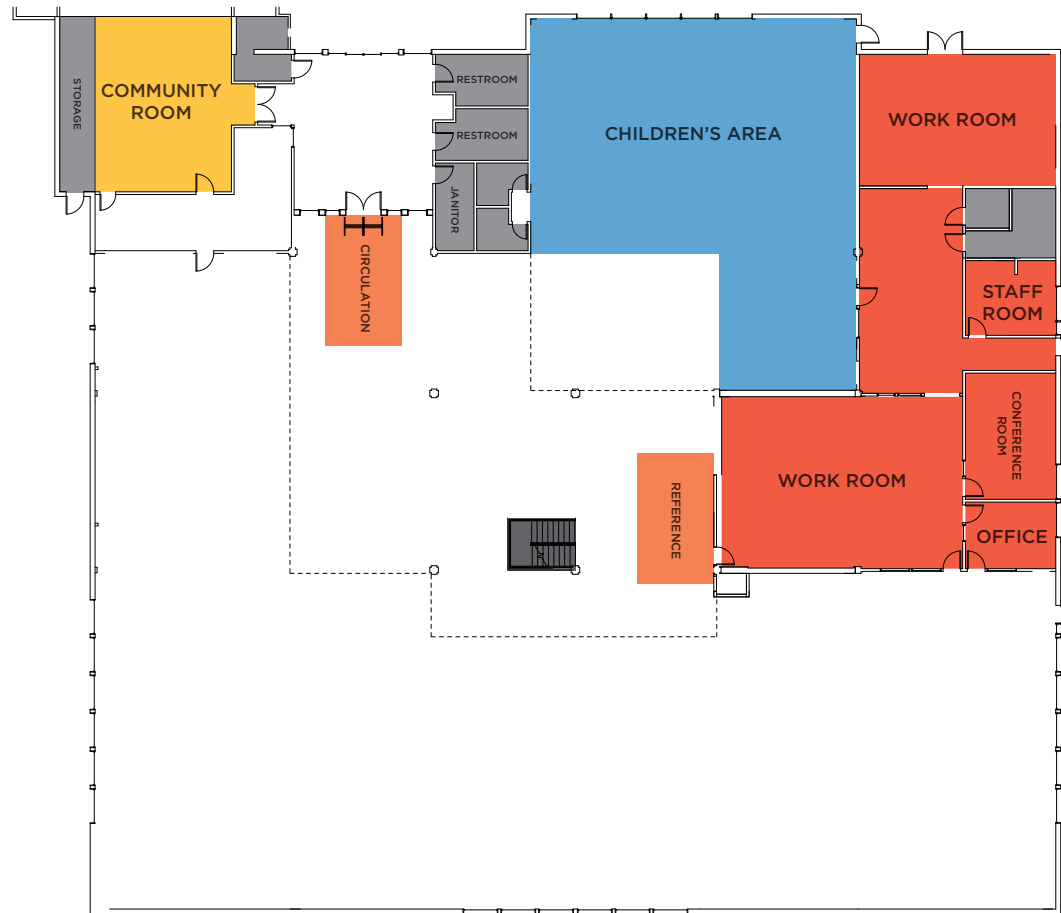 STORAGE
COMMUNITY
ROOM
RESTROOM
RESTROOM
JANITOR
CHILDREN'S AREA
WORK ROOM
CIRCULATION
STAFF
ROOM
CONFERENCE
ROOM
REFERENCE
WORK ROOM
OFFICE